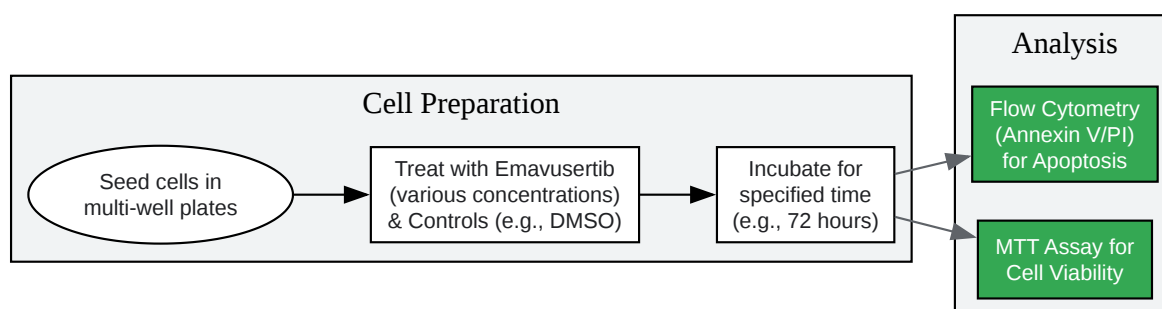 Analysis
Cell Preparation
Seed cells in
multi-well plates
Treat with Emavusertib
(various concentrations)
& Controls (e.g., DMSO)
Incubate for
specified time
(e.g., 72 hours)
Flow Cytometry
(Annexin V/PI)
for Apoptosis
MTT Assay for
Cell Viability